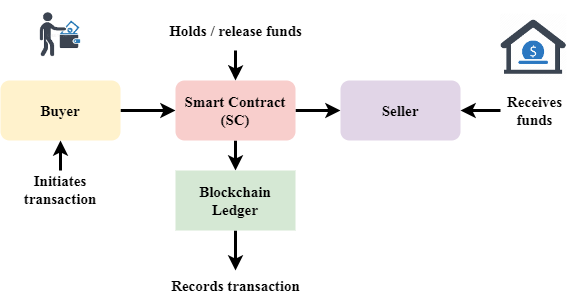 Holds / release funds
Buyer
Smart Contract
(SC)
Seller
$
Receives
funds
Initiates
transaction
Blockchain
Ledger
Records transaction